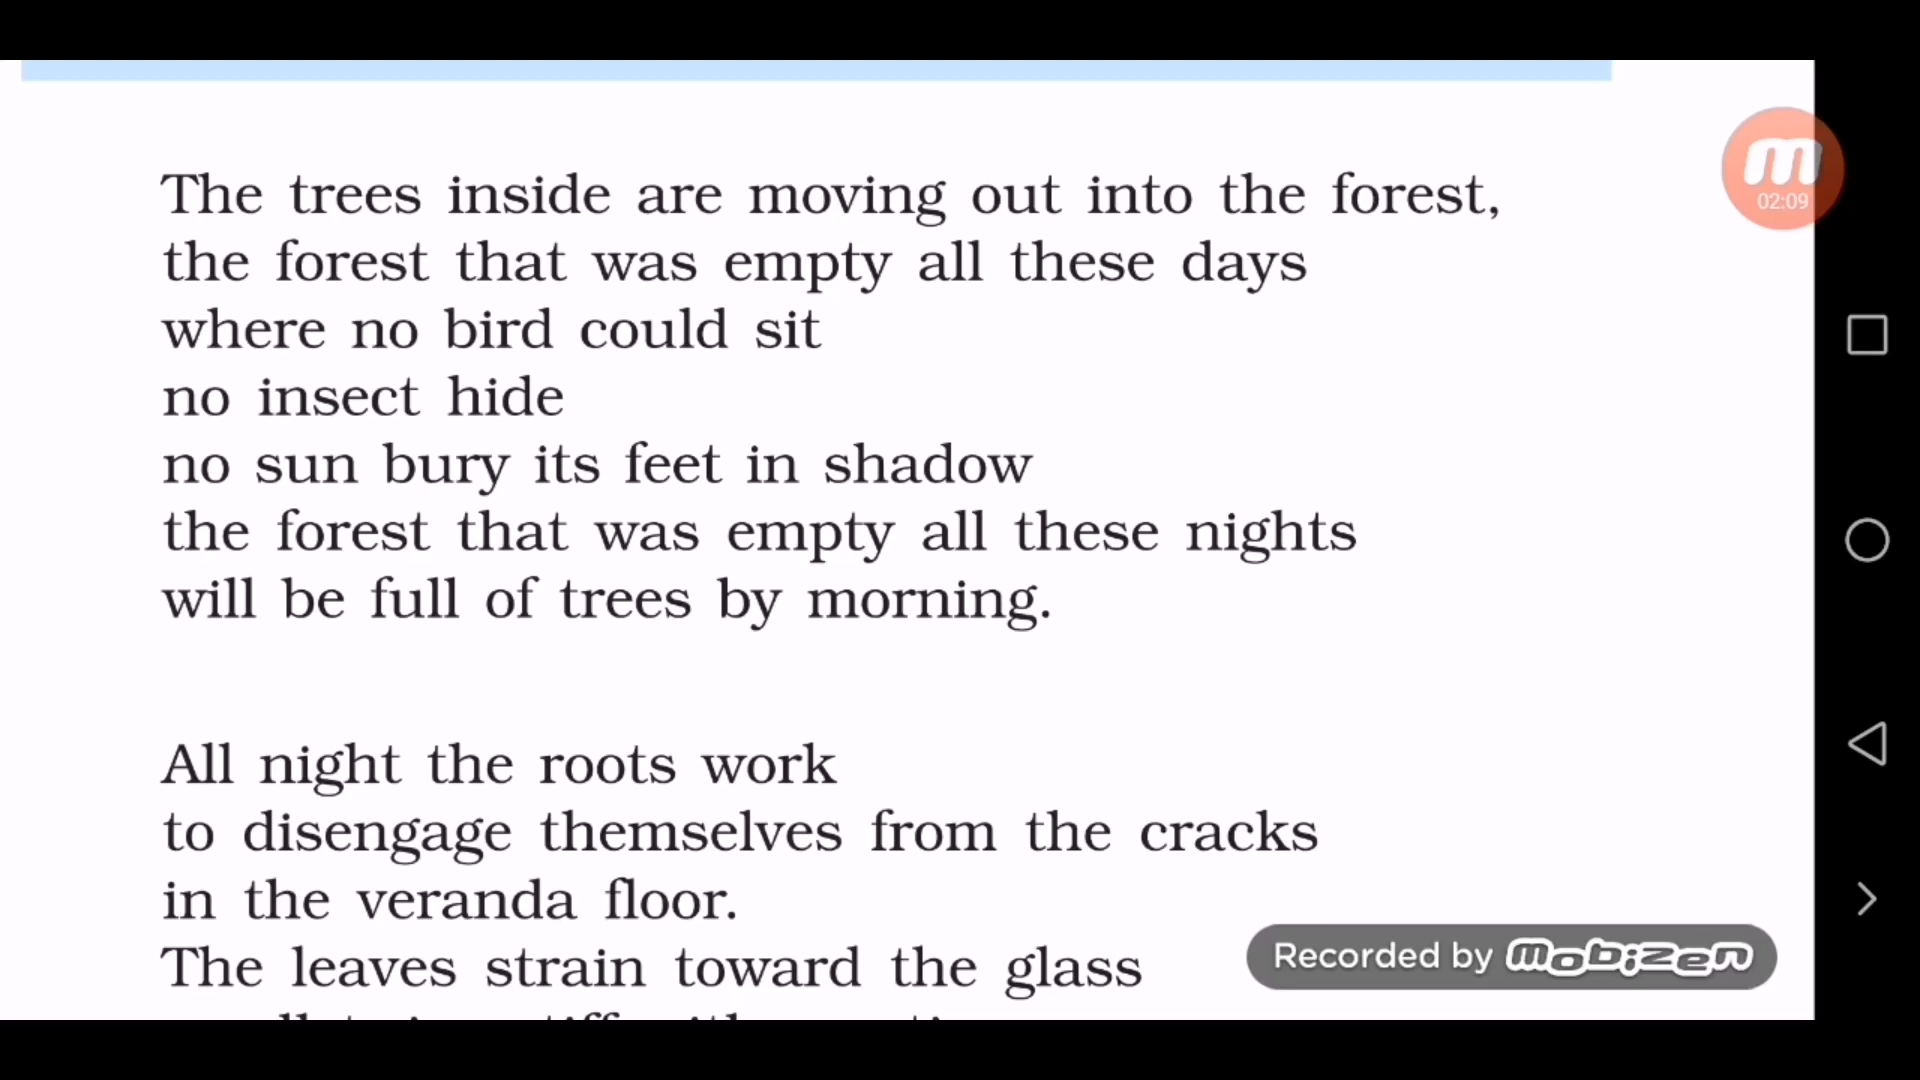 The trees inside are moving out into the forest,
the forest that was empty all these days
where no bird could sit
no insect hide
no sun bury its feet in shadow
the forest that was empty all these nights
will be full of trees by morning.
All night the roots work
to disengage themselves from the cracks
in the veranda floor.
The leaves strain toward the glass
02:09
Recorded by mobizen